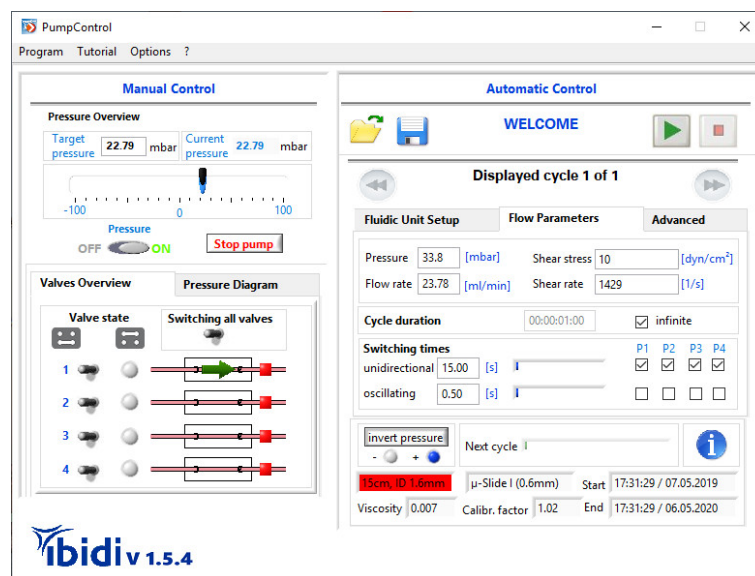 PumpControl
Program Tutorial Options ?
Manual Control
Pressure Overview
Target pressure 22.79 mbar Current pressure 22.79 mbar
-100 0 100
Pressure
OFF ON Stop pump
Valves Overview Pressure Diagram
Valve state Switching all valves
1
2
3
4
ibidi v 1.5.4
Automatic Control
WELCOME
Displayed cycle 1 of 1
Fluidic Unit Setup Flow Parameters Advanced
Pressure 33.8 [mbar] Shear stress 10 [dyn/cm²]
Flow rate 23.78 [ml/min] Shear rate 1429 [1/s]
Cycle duration 00:00:01:00 infinite
Switching times P1 P2 P3 P4
unidirectional 15.00 [s]
oscillating 0.50 [s]
invert pressure
- +
Next cycle
i
15cm, ID 1.6mm µ-Slide I (0.6mm) Start 17:31:29 / 07.05.2019
Viscosity 0.007 Calibr. factor 1.02 End 17:31:29 / 06.05.2020